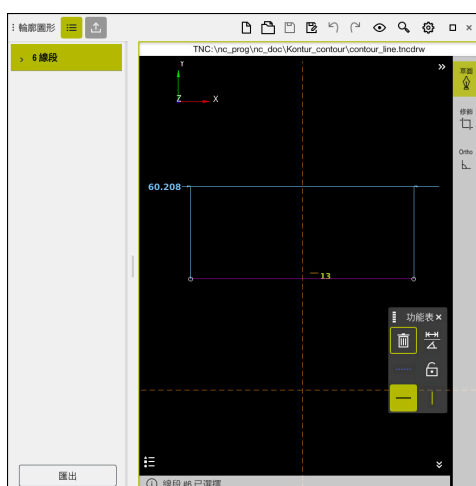 輪廓圖形
TNC:\nc_prog\nc_doc\Kontur_contour\contour_line.tncdrw
6 線段
Y
Z
X
草圖
修飾
Ortho
60.208
13
功能表
匯出
線段 #6 已選擇